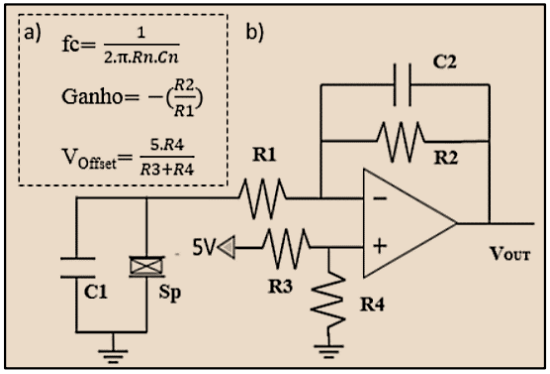 a)
fc= 1 / 2.π.Rn.Cn
Ganho= −(R2/R1)
VOffset= 5.R4 / R3+R4
b)
C2
R2
R1
5V
R3
R4
C1
Sp
−
+
VOUT